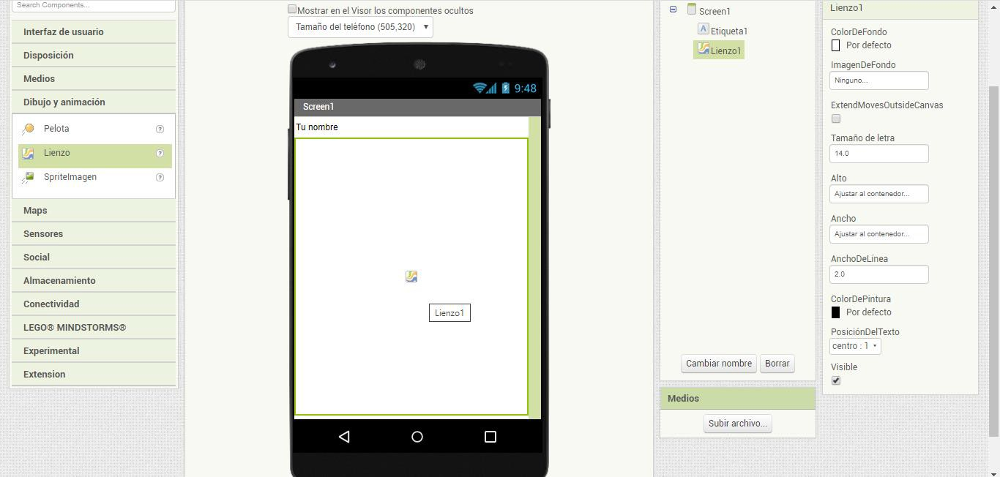 Search Components...
Interfaz de usuario
Disposición
Medios
Dibujo y animación
Pelota
?
Lienzo
?
SpriteImagen
?
Maps
Sensores
Social
Almacenamiento
Conectividad
LEGO® MINDSTORMS®
Experimental
Extension
Mostrar en el Visor los componentes ocultos
Tamaño del teléfono (505,320)
9:48
Screen1
Tu nombre
Lienzo1
Screen1
A Etiqueta1
Lienzo1
Cambiar nombre Borrar
Medios
Subir archivo...
Lienzo1
ColorDeFondo
Por defecto
ImagenDeFondo
Ninguno...
ExtendMovesOutsideCanvas
Tamaño de letra
14.0
Alto
Ajustar al contenedor...
Ancho
Ajustar al contenedor...
AnchoDeLínea
2.0
ColorDePintura
Por defecto
PosiciónDelTexto
centro : 1
Visible